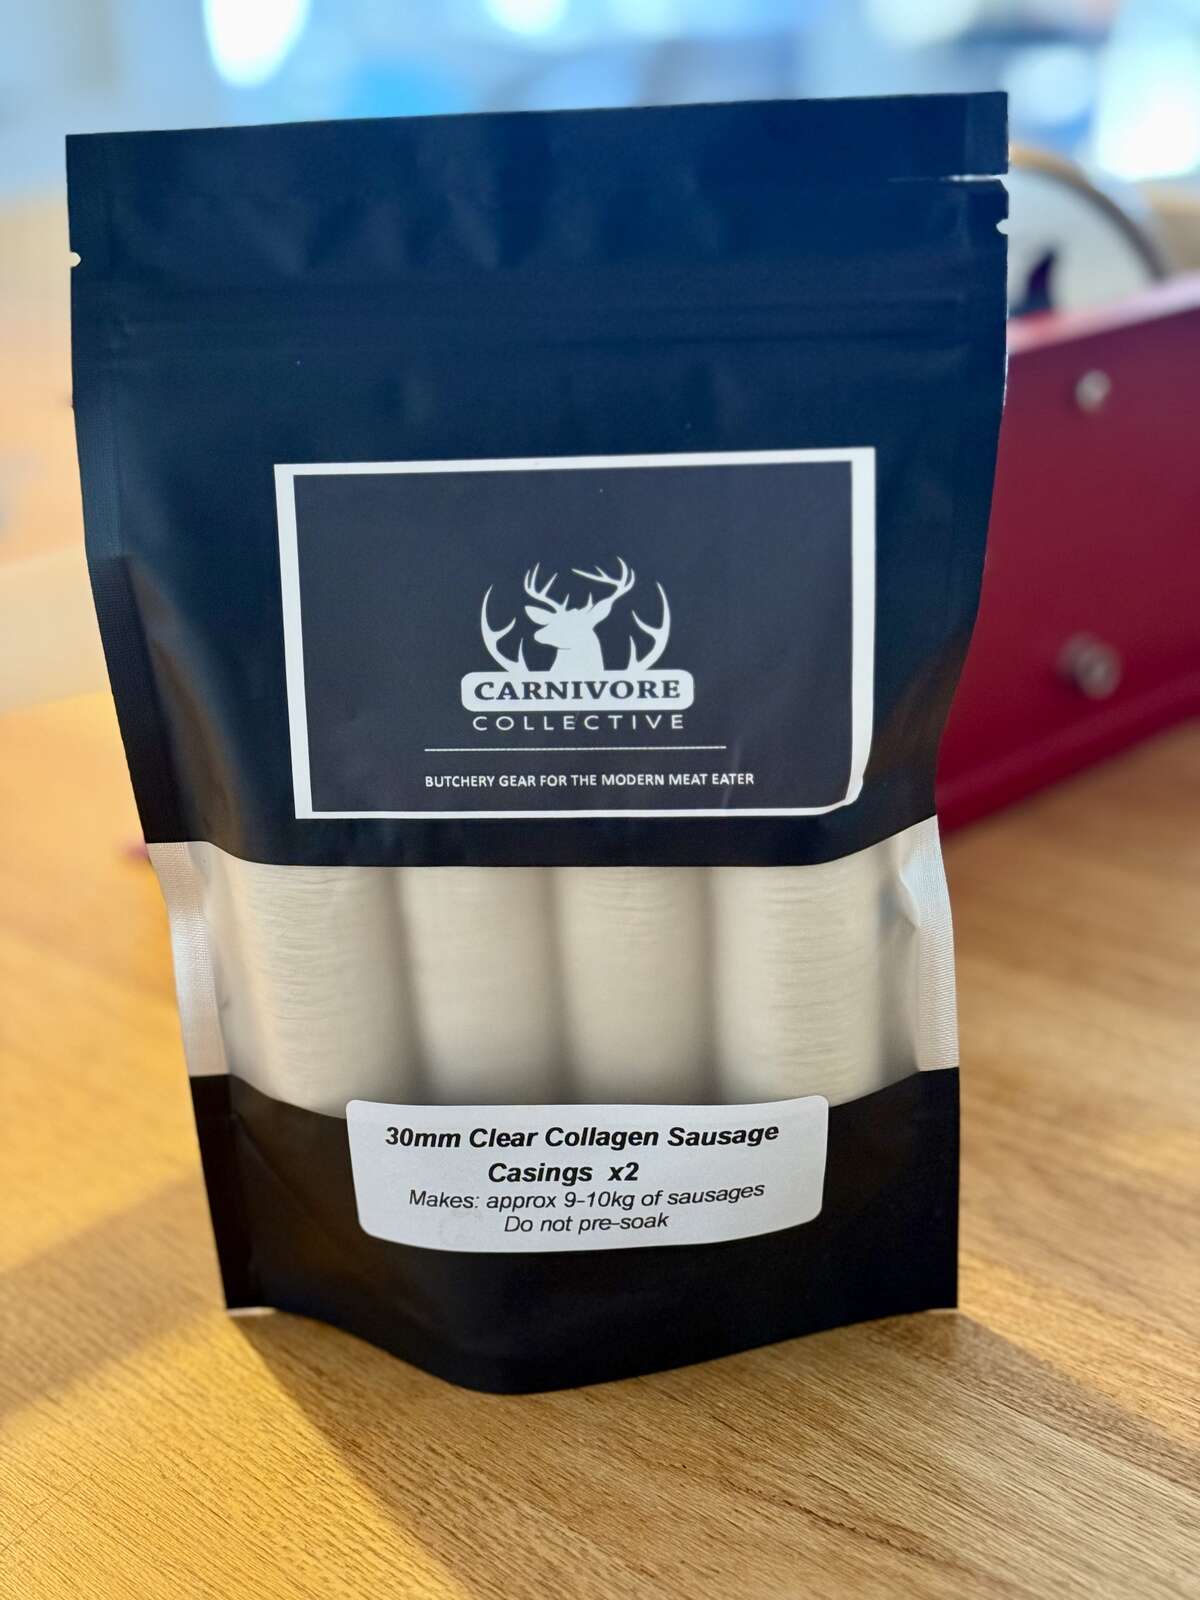 CARNIVORE
COLLECTIVE
BUTCHERY GEAR FOR THE MODERN MEAT EATER
30mm Clear Collagen Sausage
Casings x2
Makes: approx 9-10kg of sausages
Do not pre-soak